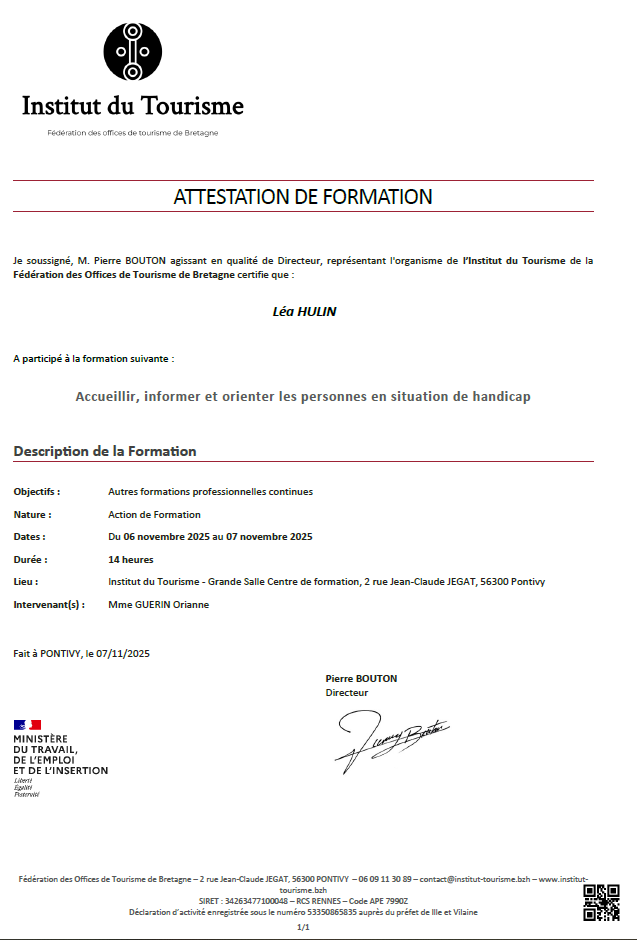 Institut du Tourisme
Fédération des offices de tourisme de Bretagne
ATTESTATION DE FORMATION
Je soussigné, M. Pierre BOUTON agissant en qualité de Directeur, représentant l'organisme de l'Institut du Tourisme de la
Fédération des Offices de Tourisme de Bretagne certifie que :
Léa HULIN
A participé à la formation suivante :
Accueillir, informer et orienter les personnes en situation de handicap
Description de la Formation
Objectifs : Autres formations professionnelles continues
Nature : Action de Formation
Dates : Du 06 novembre 2025 au 07 novembre 2025
Durée : 14 heures
Lieu : Institut du Tourisme - Grande Salle Centre de formation, 2 rue Jean-Claude JEGAT, 56300 Pontivy
Intervenant(s) : Mme GUERIN Orianne
Fait à PONTIVY, le 07/11/2025
Pierre BOUTON
Directeur
MINISTÈRE
DU TRAVAIL,
DE L'EMPLOI
ET DE L'INSERTION
Liberté
Égalité
Fraternité
Fédération des Offices de Tourisme de Bretagne – 2 rue Jean-Claude JEGAT, 56300 PONTIVY – 06 09 11 30 89 – contact@institut-tourisme.bzh – www.institut-
tourisme.bzh
SIRET : 34263477100048 – RCS RENNES – Code APE 7990Z
Déclaration d'activité enregistrée sous le numéro 53350865835 auprès du préfet de Ille et Vilaine
1/1